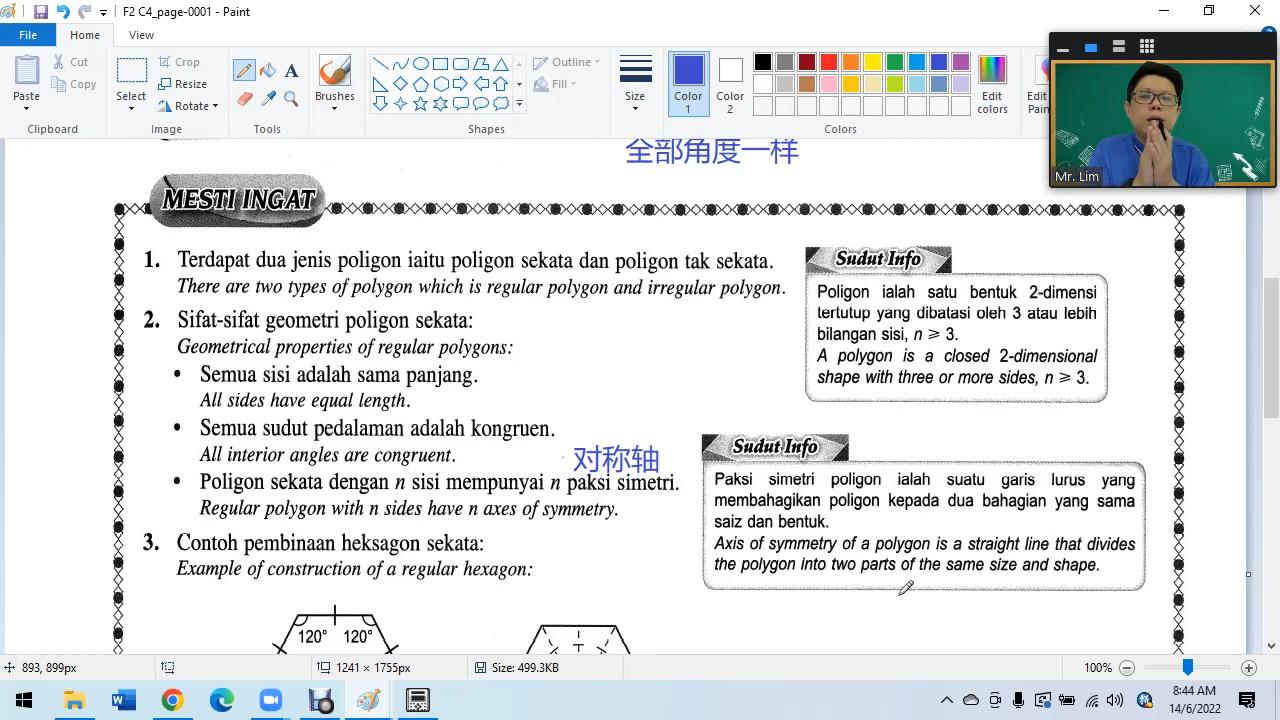 F2 C4_page-0001 - Paint
File
Home
View
Paste
Cut
Copy
Clipboard
Select
Crop
Resize
Rotate
Image
A
Tools
Brushes
Shapes
Outline
Fill
Size
Color
1
Color
2
Colors
Edit
colors
Edit
Pain
Mr. Lim
全部角度一样
MESTI INGAT
1. Terdapat dua jenis poligon iaitu poligon sekata dan poligon tak sekata.
There are two types of polygon which is regular polygon and irregular polygon.
2. Sifat-sifat geometri poligon sekata:
Geometrical properties of regular polygons:
• Semua sisi adalah sama panjang.
All sides have equal length.
• Semua sudut pedalaman adalah kongruen.
All interior angles are congruent.
对称轴
• Poligon sekata dengan n sisi mempunyai n paksi simetri.
Regular polygon with n sides have n axes of symmetry.
3. Contoh pembinaan heksagon sekata:
Example of construction of a regular hexagon:
120° 120°
Sudut Info
Poligon ialah satu bentuk 2-dimensi
tertutup yang dibatasi oleh 3 atau lebih
bilangan sisi, n ⩾ 3.
A polygon is a closed 2-dimensional
shape with three or more sides, n ⩾ 3.
Sudut Info
Paksi simetri poligon ialah suatu garis lurus yang
membahagikan poligon kepada dua bahagian yang sama
saiz dan bentuk.
Axis of symmetry of a polygon is a straight line that divides
the polygon into two parts of the same size and shape.
893, 899px
1241 × 1755px
Size: 499.3KB
100%
8:44 AM
14/6/2022